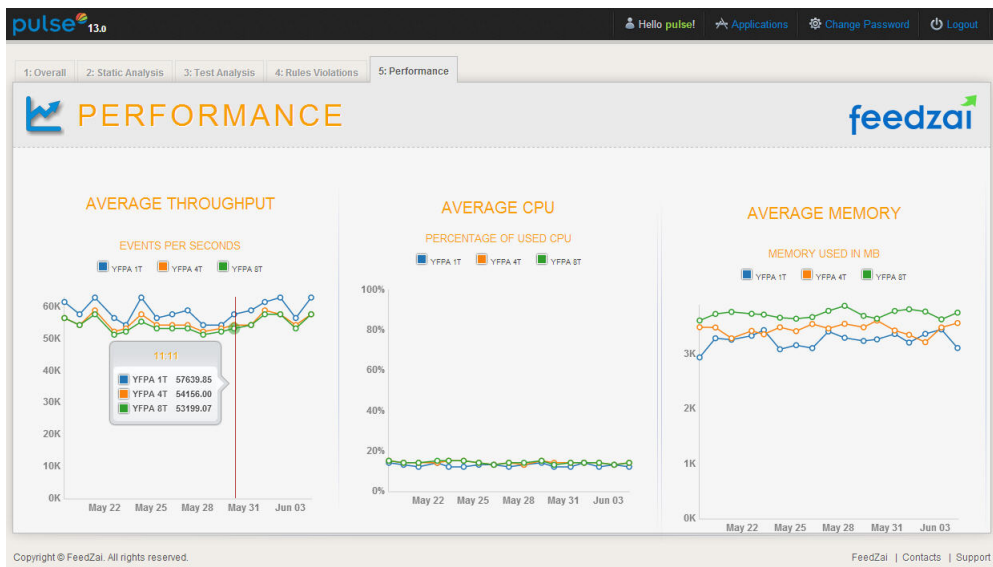 pulse 13.0
Hello pulse! Applications Change Password Logout
1: Overall 2: Static Analysis 3: Test Analysis 4: Rules Violations 5: Performance
PERFORMANCE
feedzai
AVERAGE THROUGHPUT
EVENTS PER SECONDS
YFPA 1T YFPA 4T YFPA 8T
60K
50K
40K
30K
20K
10K
0K
11:11
YFPA 1T 57639.85
YFPA 4T 54156.00
YFPA 8T 53199.07
May 22 May 25 May 28 May 31 Jun 03
AVERAGE CPU
PERCENTAGE OF USED CPU
YFPA 1T YFPA 4T YFPA 8T
100%
80%
60%
40%
20%
0%
May 22 May 25 May 28 May 31 Jun 03
AVERAGE MEMORY
MEMORY USED IN MB
YFPA 1T YFPA 4T YFPA 8T
3K
2K
1K
0K
May 22 May 25 May 28 May 31 Jun 03
Copyright © FeedZai. All rights reserved.
FeedZai | Contacts | Support